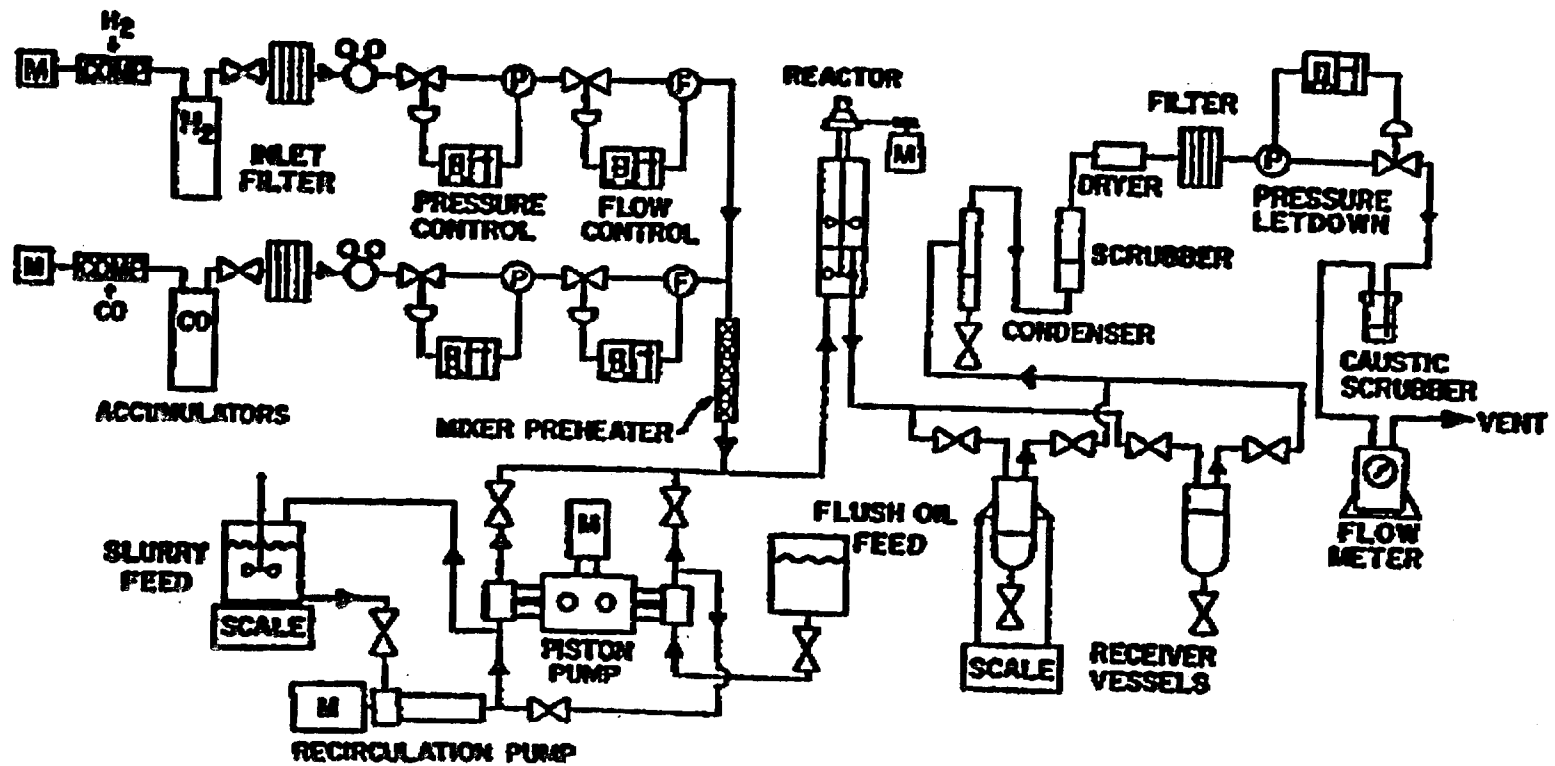 H2
+
M
COMP
H2
INLET
FILTER
P
F
PRESSURE
CONTROL
FLOW
CONTROL
M
COMP
+
CO
CO
P
F
ACCUMULATORS
MIXER PREHEATER
REACTOR
M
FILTER
DRYER
P
PRESSURE
LETDOWN
SCRUBBER
CONDENSER
CAUSTIC
SCRUBBER
VENT
FLOW
METER
SLURRY
FEED
SCALE
M
PISTON
PUMP
FLUSH OIL
FEED
M
RECIRCULATION PUMP
SCALE
RECEIVER
VESSELS